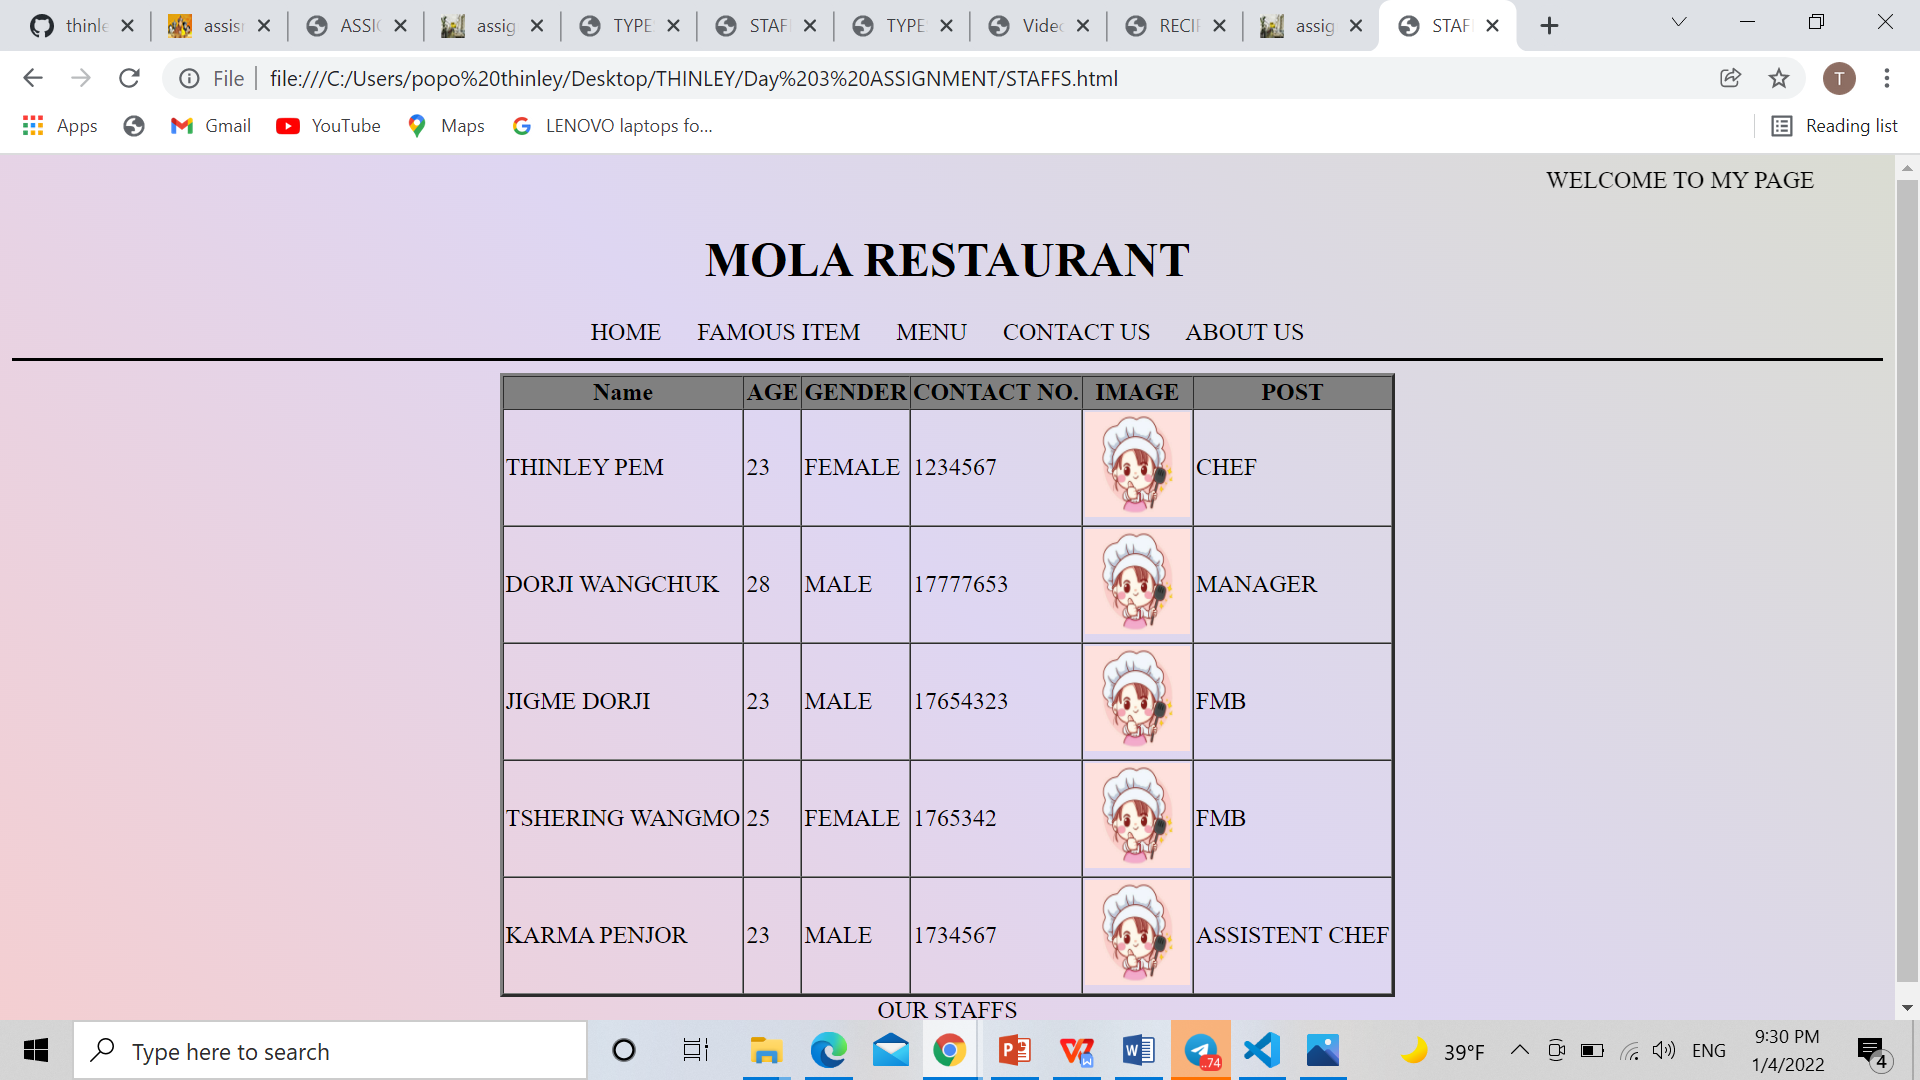 thinle assisr ASSIG assig TYPE STAF TYPE Video RECIP assig STAF
File file:///C:/Users/popo%20thinley/Desktop/THINLEY/Day%203%20ASSIGNMENT/STAFFS.html T
Apps Gmail YouTube Maps LENOVO laptops fo... Reading list
WELCOME TO MY PAGE
MOLA RESTAURANT
HOME FAMOUS ITEM MENU CONTACT US ABOUT US
Name AGE GENDER CONTACT NO. IMAGE POST
THINLEY PEM 23 FEMALE 1234567 CHEF
DORJI WANGCHUK 28 MALE 17777653 MANAGER
JIGME DORJI 23 MALE 17654323 FMB
TSHERING WANGMO 25 FEMALE 1765342 FMB
KARMA PENJOR 23 MALE 1734567 ASSISTENT CHEF
OUR STAFFS
Type here to search ..74 39°F ENG 9:30 PM
1/4/2022 4